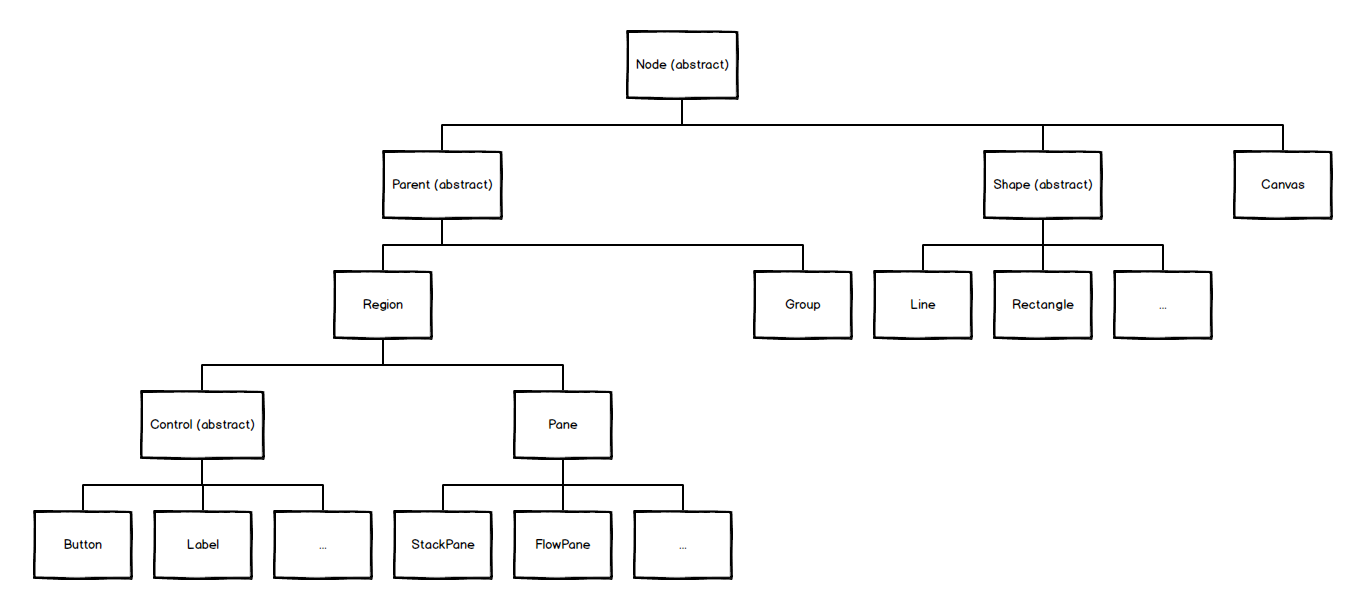 Node (abstract)
Parent (abstract)
Shape (abstract)
Canvas
Region
Group
Line
Rectangle
...
Control (abstract)
Pane
Button
Label
...
StackPane
FlowPane
...